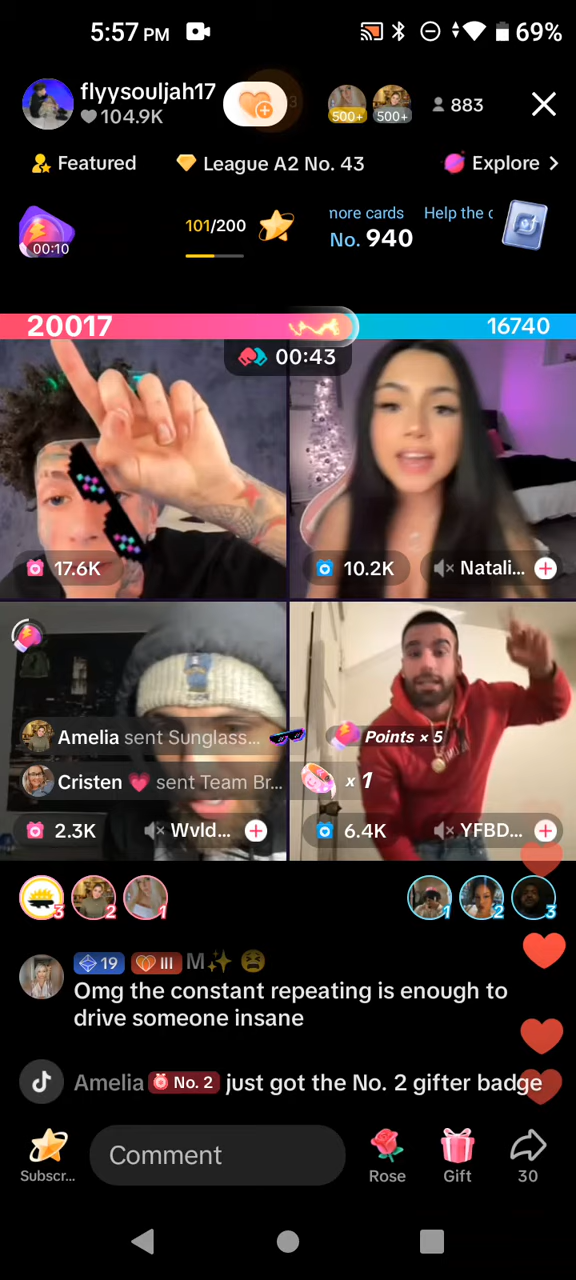 5:57 PM
69%
flyysouljah17
104.9K
500+
500+
883
Featured
League A2 No. 43
Explore >
00:10
101/200
more cards Help the
No. 940
20017
16740
00:43
17.6K
10.2K
Natali...
Amelia sent Sunglass...
Points × 5
Cristen sent Team Br...
x 1
2.3K
Wvld...
6.4K
YFBD...
3
2
1
1
2
3
19
III
M
Omg the constant repeating is enough to
drive someone insane
Amelia No. 2 just got the No. 2 gifter badge
Subscr...
Comment
Rose
Gift
30